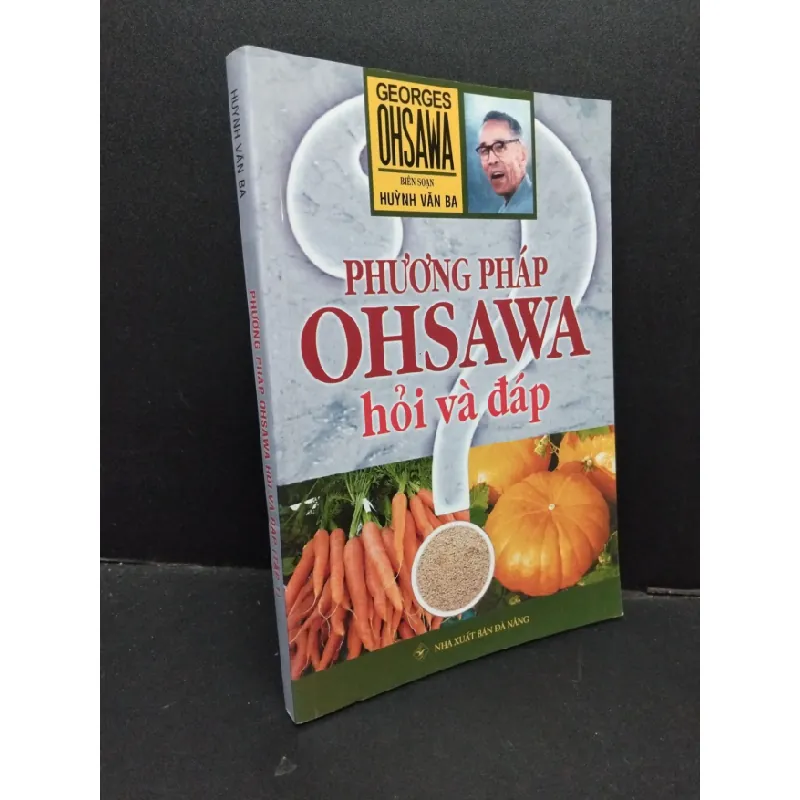 GEORGES
OHSAWA
BIÊN SOẠN
HUỲNH VĂN BA
PHƯƠNG PHÁP
OHSAWA
hỏi và đáp
NHÀ XUẤT BẢN ĐÀ NẴNG
HUỲNH VĂN BA
PHƯƠNG PHÁP OHSAWA HỎI VÀ ĐÁP